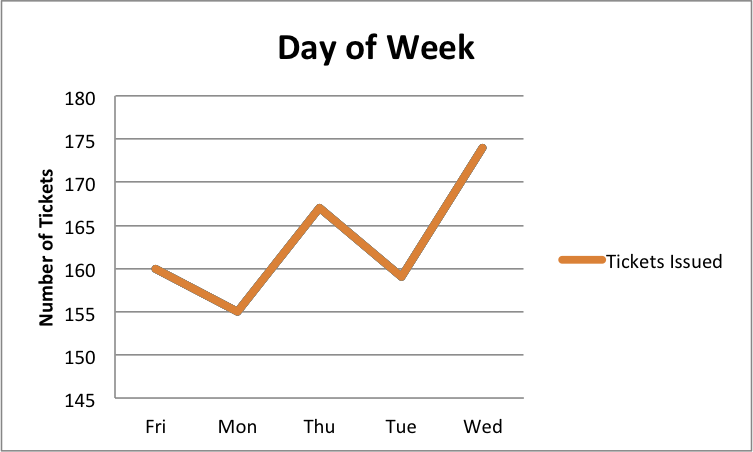 Day of Week
Number of Tickets
180
175
170
165
160
155
150
145
Fri Mon Thu Tue Wed
Tickets Issued